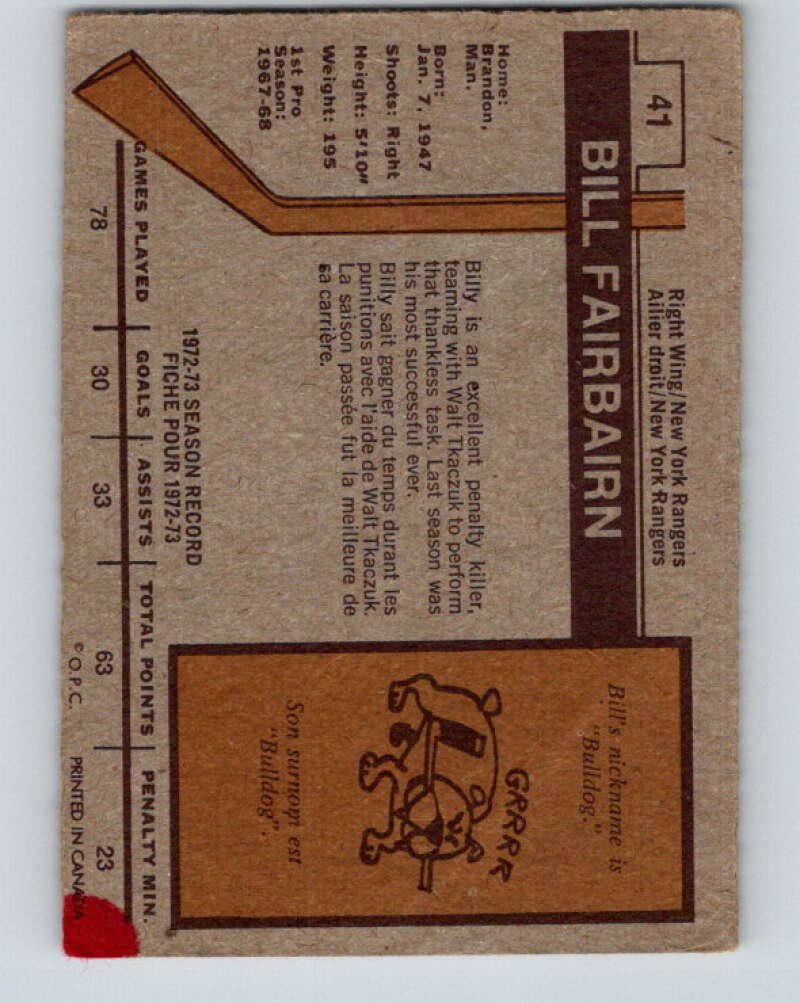 41
Right Wing/New York Rangers
Ailier droit/New York Rangers
BILL FAIRBAIRN
Home:
Brandon,
Man.
Born:
Jan. 7, 1947
Shoots: Right
Height: 5'10"
Weight: 195
1st Pro
Season:
1967-68
Billy is an excellent penalty killer,
teaming with Walt Tkaczuk to perform
that thankless task. Last season was
his most successful ever.
Billy sait gagner du temps durant les
punitions avec l'aide de Walt Tkaczuk.
La saison passée fut la meilleure de
sa carrière.
Bill's nickname is
"Bulldog."
GRRRR
Son surnom est
"Bulldog".
1972-73 SEASON RECORD
FICHE POUR 1972-73
GAMES PLAYED GOALS ASSISTS TOTAL POINTS PENALTY MIN.
78 30 33 63 23
© O.P.C. PRINTED IN CANADA